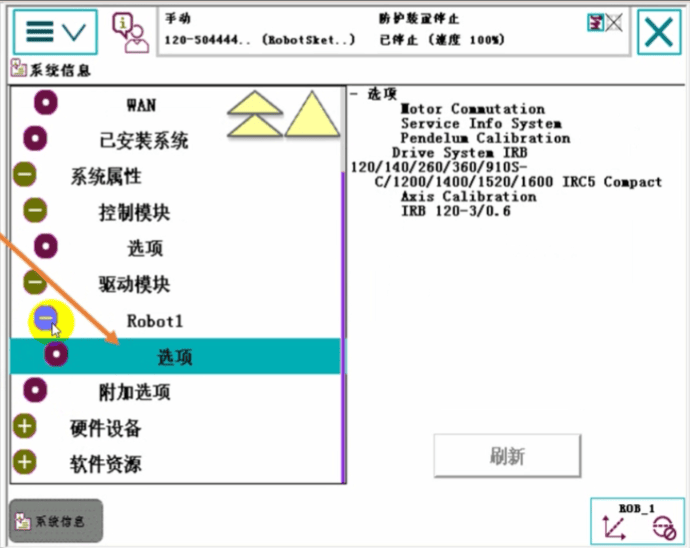 手动
120-504444.. (RobotSket..)
防护装置停止
已停止 (速度 100%)
系统信息
WAN
已安装系统
系统属性
控制模块
选项
驱动模块
Robot1
选项
附加选项
硬件设备
软件资源
- 选项
Motor Commutation
Service Info System
Pendelum Calibration
Drive System IRB
120/140/260/360/910S-
C/1200/1400/1520/1600 IRC5 Compact
Axis Calibration
IRB 120-3/0.6
刷新
系统信息
ROB_1